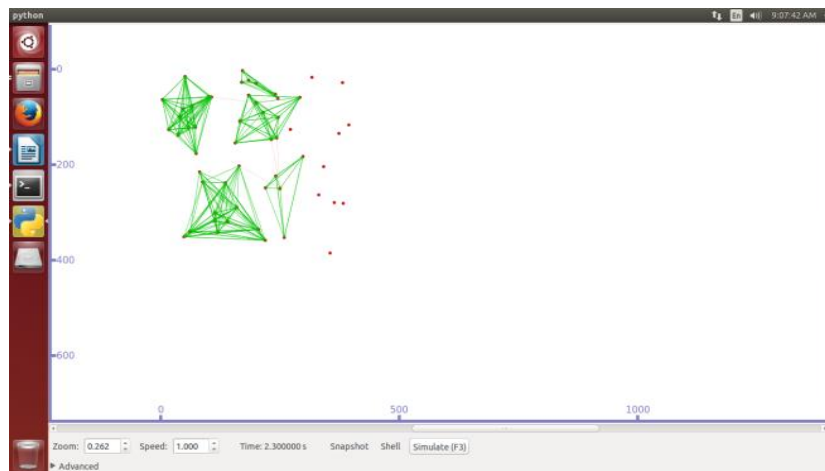 python
En
9:07:42 AM
0
200
400
600
0 500 1000
Zoom: 0.262 Speed: 1.000 Time: 2.300000 s Snapshot Shell Simulate (F3)
Advanced